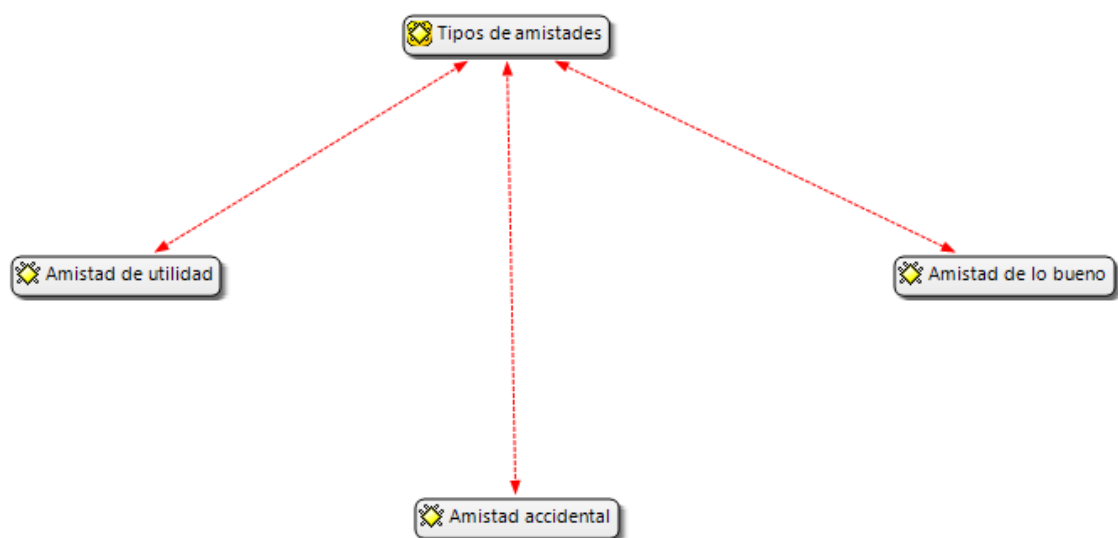 Tipos de amistades
Amistad de utilidad
Amistad de lo bueno
Amistad accidental